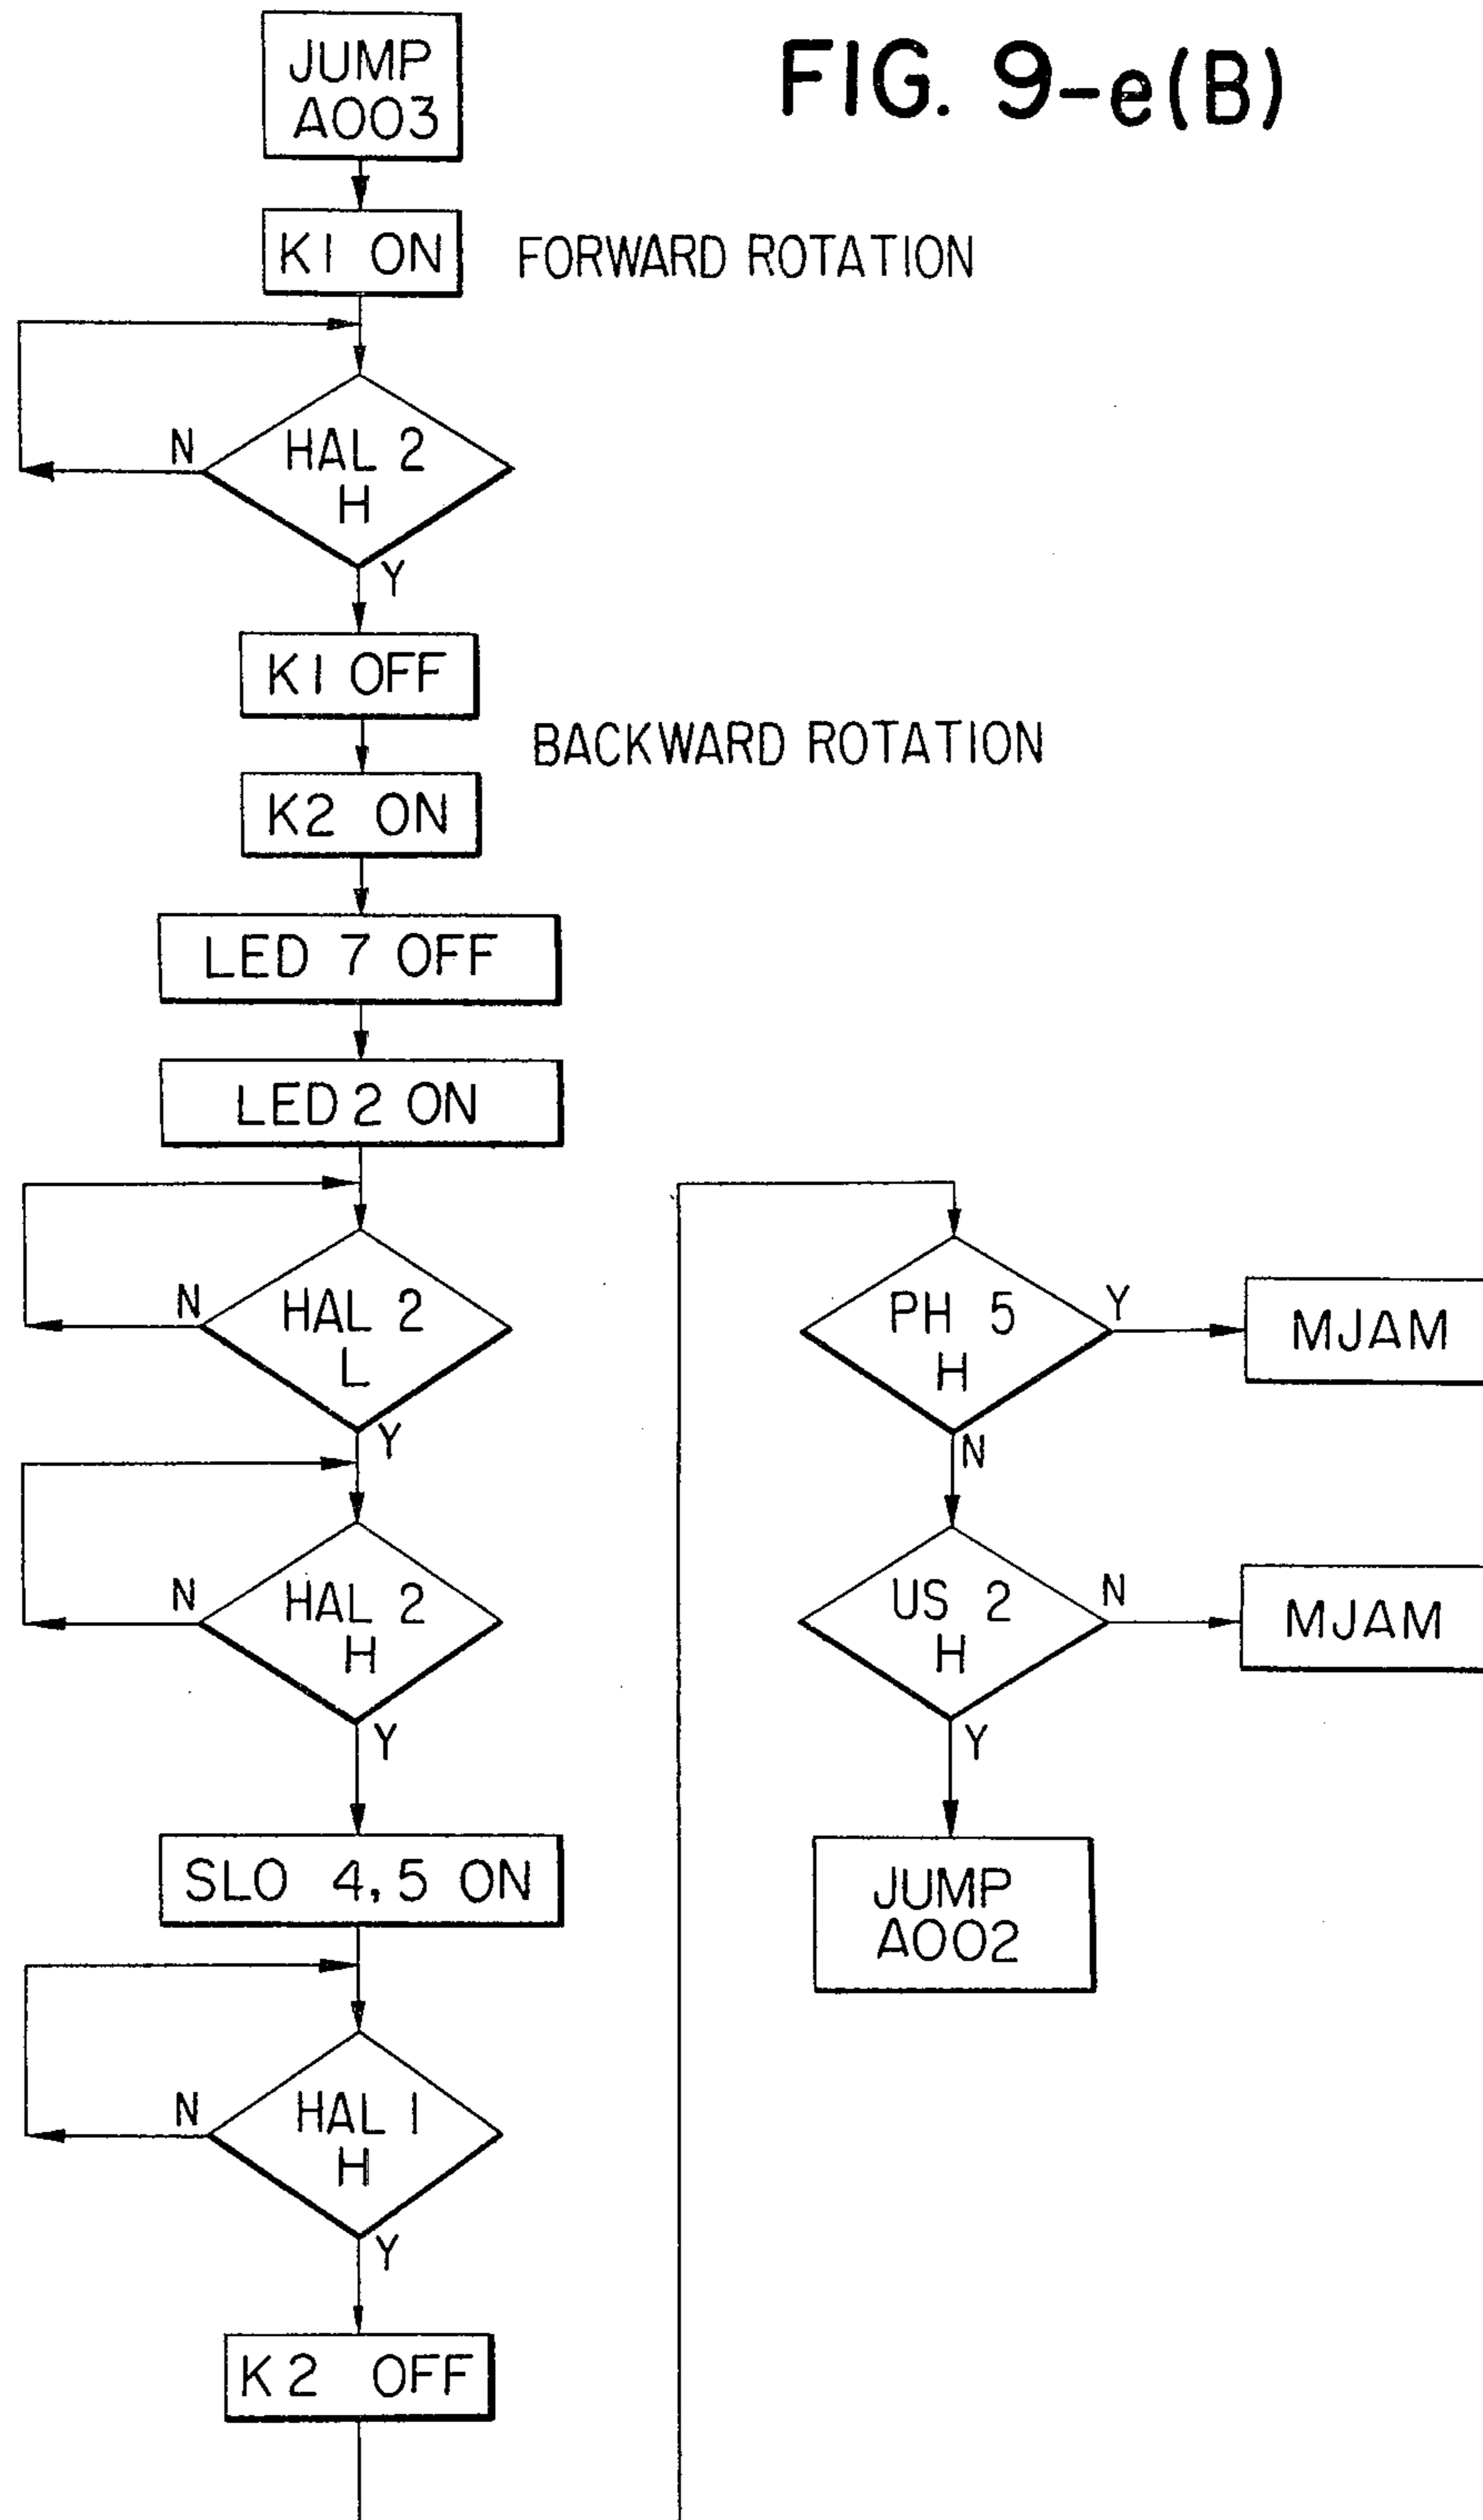 FIG. 9-e(B)
JUMP
A003
K1 ON
FORWARD ROTATION
HAL 2
H
N
Y
K1 OFF
BACKWARD ROTATION
K2 ON
LED 7 OFF
LED 2 ON
HAL 2
L
N
Y
HAL 2
H
N
Y
SLO 4,5 ON
HAL 1
H
N
Y
K2 OFF
PH 5
H
Y
MJAM
N
US 2
H
N
MJAM
Y
JUMP
A002